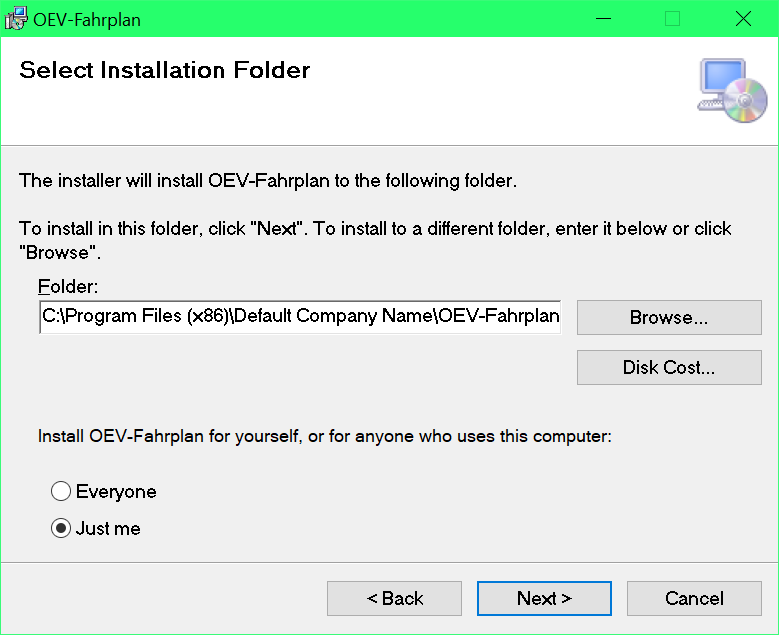 OEV-Fahrplan
Select Installation Folder
The installer will install OEV-Fahrplan to the following folder.
To install in this folder, click "Next". To install to a different folder, enter it below or click
"Browse".
Folder:
C:\Program Files (x86)\Default Company Name\OEV-Fahrplan
Browse...
Disk Cost...
Install OEV-Fahrplan for yourself, or for anyone who uses this computer:
Everyone
Just me
< Back
Next >
Cancel